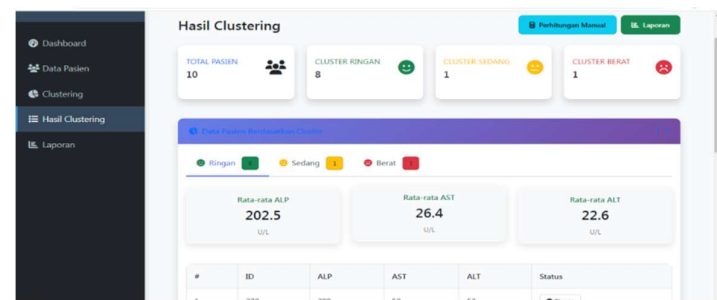 Hasil Clustering
Perhitungan Manual
Laporan
Dashboard
Data Pasien
Clustering
Hasil Clustering
Laporan
TOTAL PASIEN
10
CLUSTER RINGAN
8
CLUSTER SEDANG
1
CLUSTER BERAT
1
Data Pasien Berdasarkan Cluster
Ringan
Sedang 1
Berat
Rata-rata ALP
202.5
U/L
Rata-rata AST
26.4
U/L
Rata-rata ALT
22.6
U/L
# ID ALP AST ALT Status